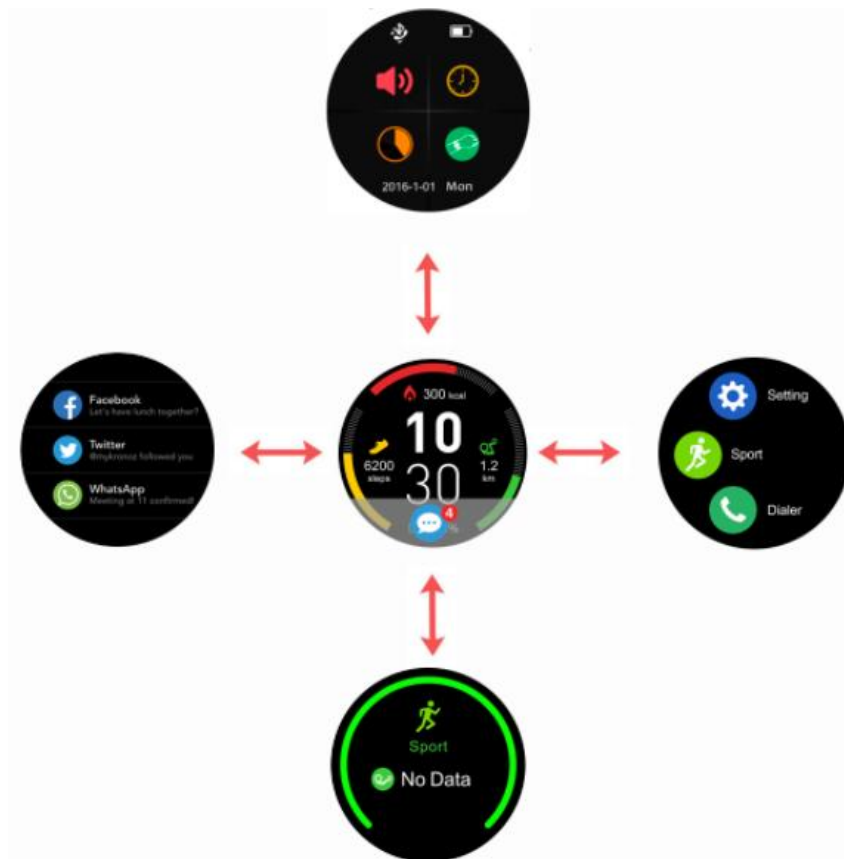 2016-1-01 Mon
Facebook
Let's have lunch together?
Twitter
@mykronoz followed you
WhatsApp
Meeting at 11 confirmed!
300 kcal
10
6200
steps
1.2
km
30
4
Setting
Sport
Dialer
Sport
No Data